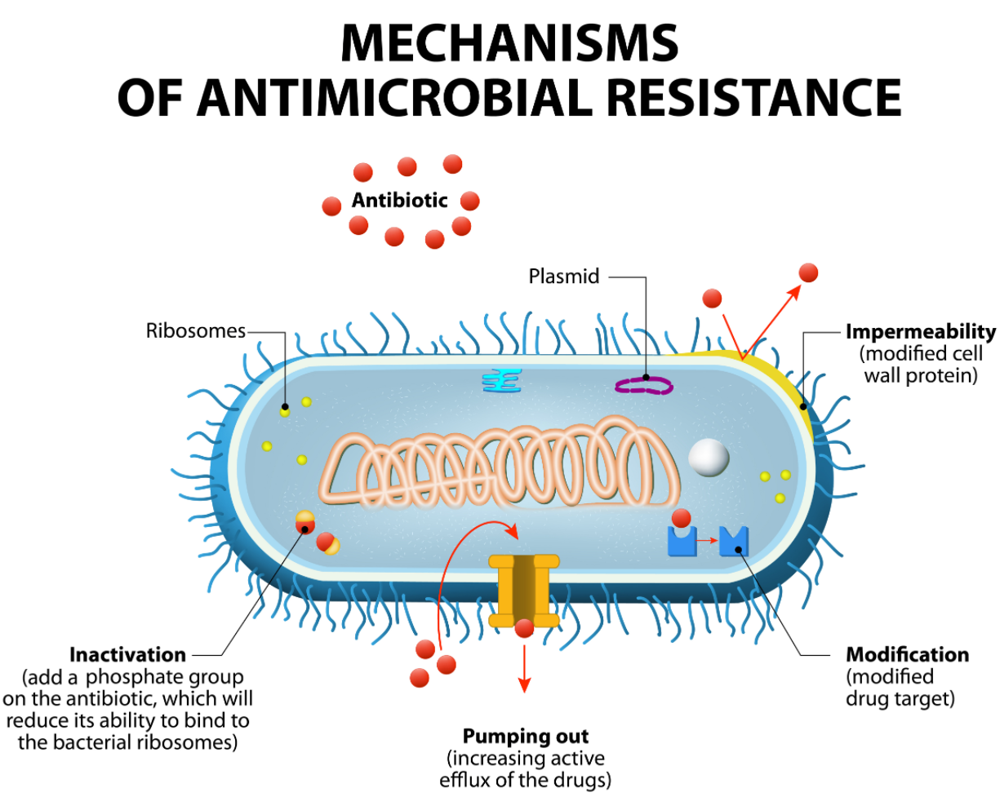 MECHANISMS
OF ANTIMICROBIAL RESISTANCE
Antibiotic
Plasmid
Ribosomes
Impermeability
(modified cell
wall protein)
Inactivation
(add a phosphate group
on the antibiotic, which will
reduce its ability to bind to
the bacterial ribosomes)
Modification
(modified
drug target)
Pumping out
(increasing active
efflux of the drugs)